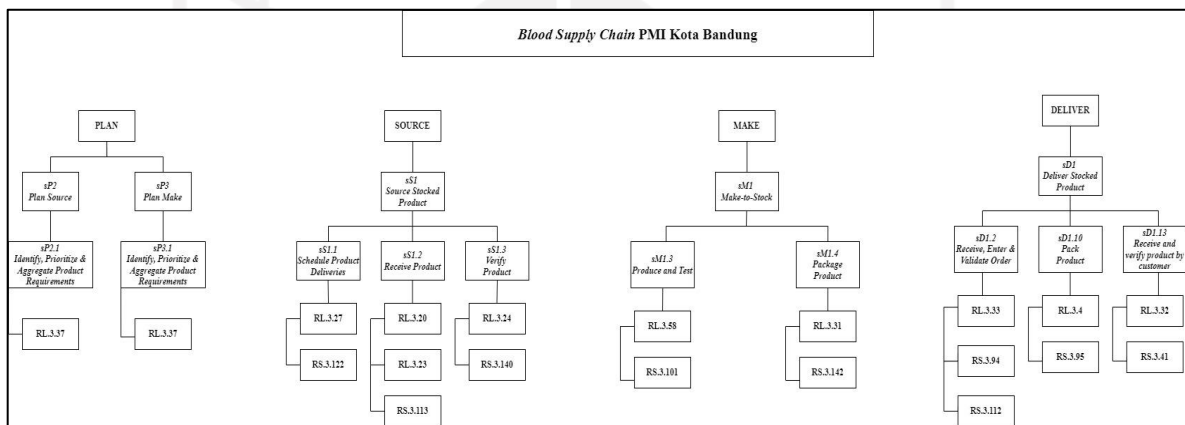 Blood Supply Chain PMI Kota Bandung
PLAN
SOURCE
MAKE
DELIVER
sP2
Plan Source
sP3
Plan Make
sS1
Source Stocked
Product
sM1
Make-to-Stock
sD1
Deliver Stocked
Product
sP2.1
Identify, Prioritize &
Aggregate Product
Requirements
sP3.1
Identify, Prioritize &
Aggregate Product
Requirements
sS1.1
Schedule Product
Deliveries
sS1.2
Receive Product
sS1.3
Verify
Product
sM1.3
Produce and Test
sM1.4
Package
Product
sD1.2
Receive, Enter &
Validate Order
sD1.10
Pack
Product
sD1.13
Receive and
verify product by
customer
RL.3.37
RL.3.37
RL.3.27
RS.3.122
RL.3.20
RL.3.23
RS.3.113
RL.3.24
RS.3.140
RL.3.58
RS.3.101
RL.3.31
RS.3.142
RL.3.33
RS.3.94
RS.3.112
RL.3.4
RS.3.95
RL.3.32
RS.3.41